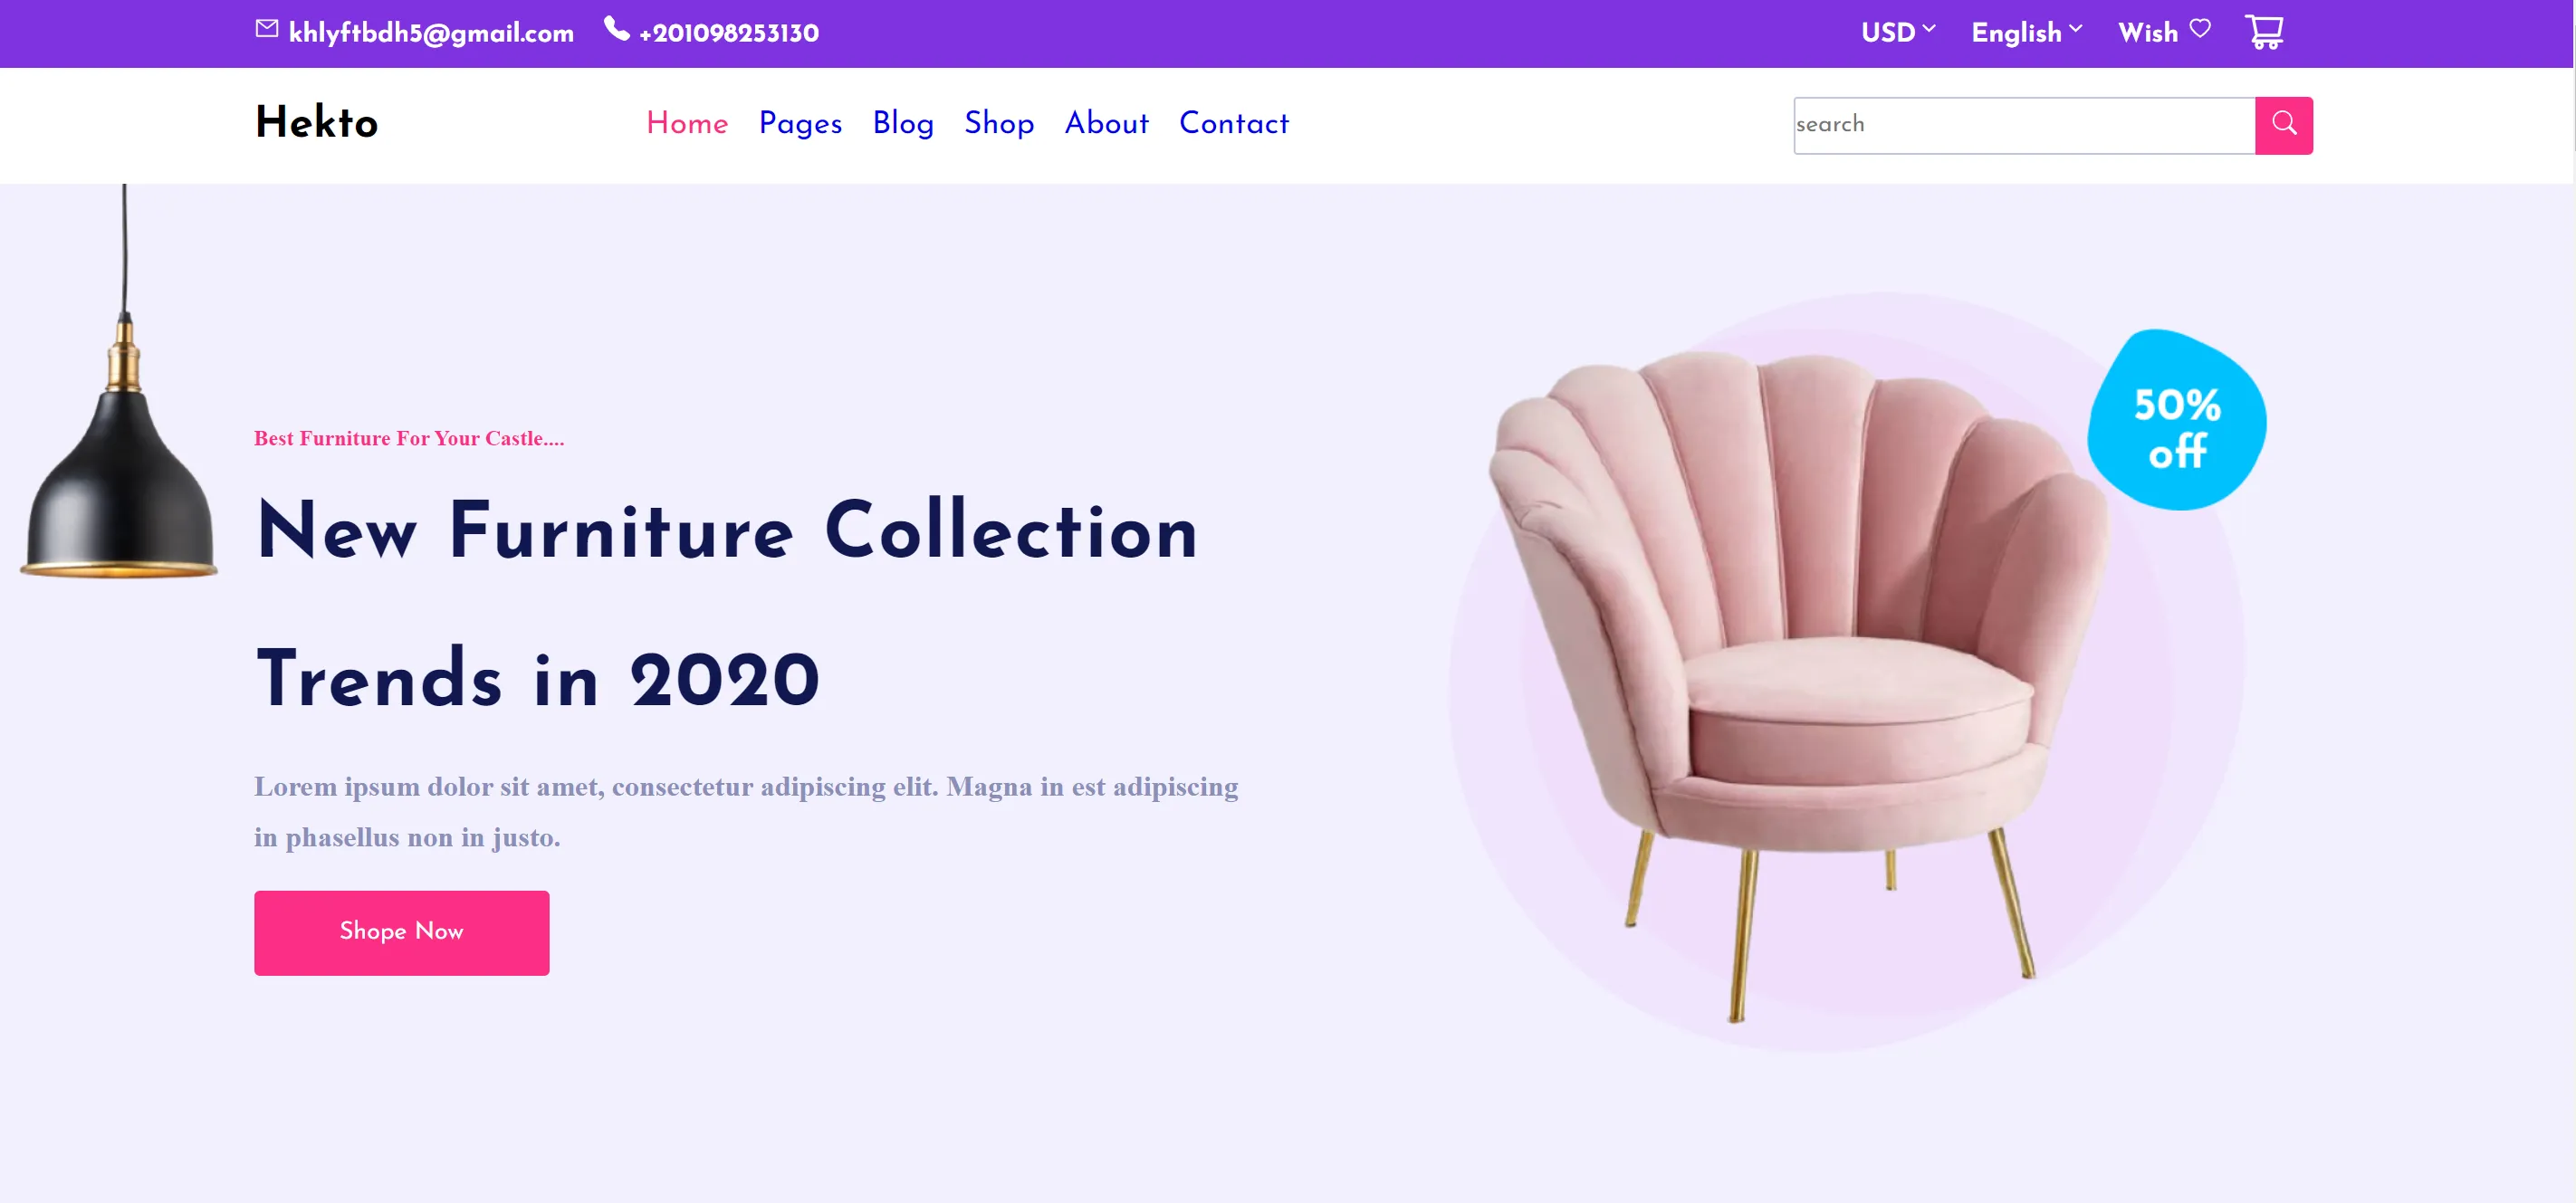 khlyftbdh5@gmail.com +201098253130 USD English Wish
Hekto Home Pages Blog Shop About Contact search
50%
off
Best Furniture For Your Castle....
New Furniture Collection
Trends in 2020
Lorem ipsum dolor sit amet, consectetur adipiscing elit. Magna in est adipiscing
in phasellus non in justo.
Shope Now